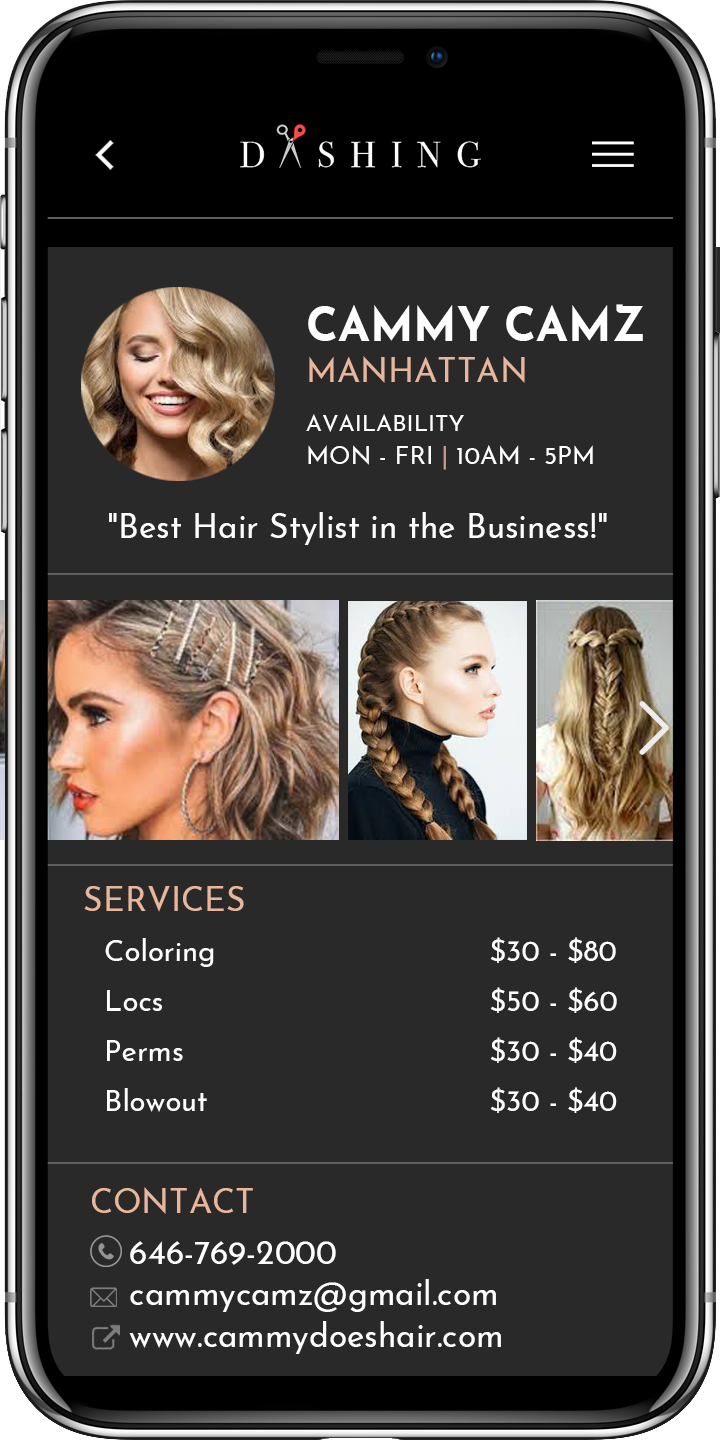 DASHING
CAMMY CAMZ
MANHATTAN
AVAILABILITY
MON - FRI | 10AM - 5PM
"Best Hair Stylist in the Business!"
SERVICES
Coloring $30 - $80
Locs $50 - $60
Perms $30 - $40
Blowout $30 - $40
CONTACT
646-769-2000
cammycamz@gmail.com
www.cammydoeshair.com